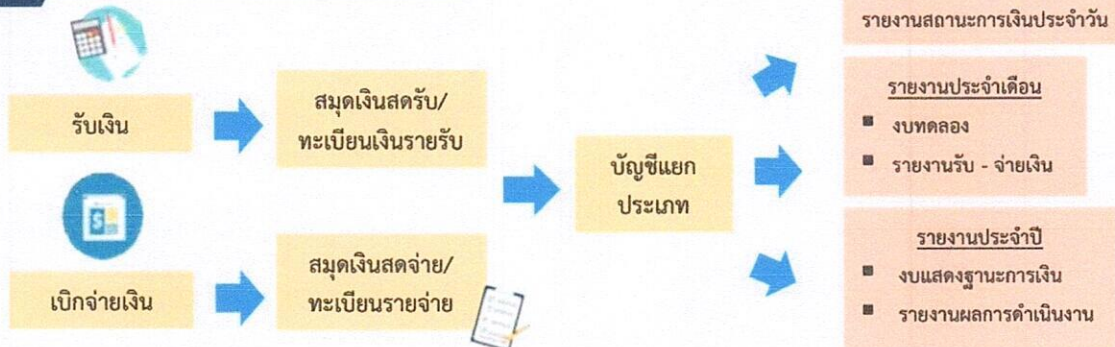 รับเงิน
สมุดเงินสดรับ/
ทะเบียนเงินรายรับ
เบิกจ่ายเงิน
สมุดเงินสดจ่าย/
ทะเบียนรายจ่าย
บัญชีแยก
ประเภท
รายงานสถานะการเงินประจำวัน
รายงานประจำเดือน
▪ งบทดลอง
▪ รายงานรับ - จ่ายเงิน
รายงานประจำปี
▪ งบแสดงฐานะการเงิน
▪ รายงานผลการดำเนินงาน